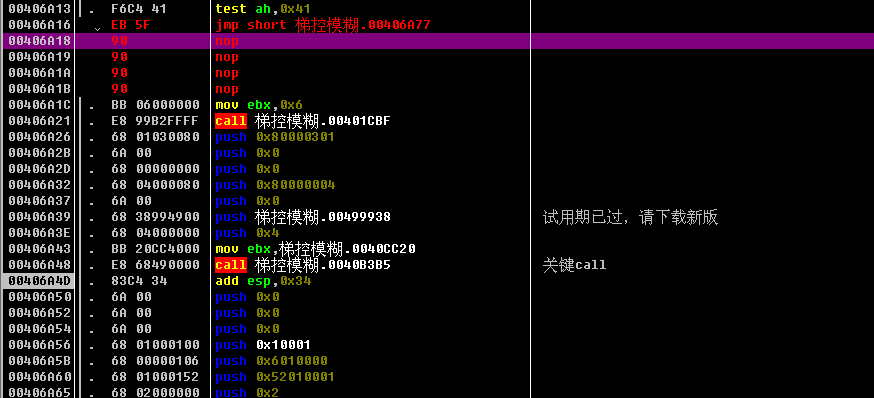 00406A13 . F6C4 41 test ah,0x41
00406A16 EB 5F jmp short 梯控模糊.00406A77
00406A18 90 nop
00406A19 90 nop
00406A1A 90 nop
00406A1B 90 nop
00406A1C . BB 06000000 mov ebx,0x6
00406A21 . E8 99B2FFFF call 梯控模糊.00401CBF
00406A26 . 68 01030080 push 0x80000301
00406A2B . 6A 00 push 0x0
00406A2D . 68 00000000 push 0x0
00406A32 . 68 04000080 push 0x80000004
00406A37 . 6A 00 push 0x0
00406A39 . 68 38994900 push 梯控模糊.00499938 试用期已过，请下载新版
00406A3E . 68 04000000 push 0x4
00406A43 . BB 20CC4000 mov ebx,梯控模糊.0040CC20
00406A48 . E8 68490000 call 梯控模糊.0040B3B5 关键call
00406A4D . 83C4 34 add esp,0x34
00406A50 . 6A 00 push 0x0
00406A52 . 6A 00 push 0x0
00406A54 . 6A 00 push 0x0
00406A56 . 68 01000100 push 0x10001
00406A5B . 68 00000106 push 0x6010000
00406A60 . 68 01000152 push 0x52010001
00406A65 . 68 02000000 push 0x2